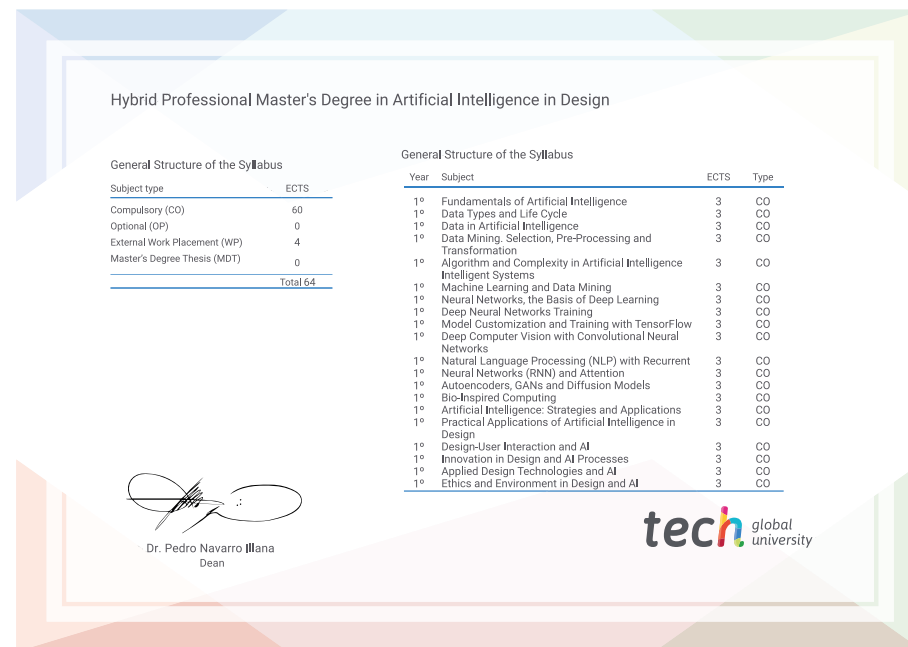 Hybrid Professional Master's Degree in Artificial Intelligence in Design
General Structure of the Syllabus
Subject type ECTS
Compulsory (CO) 60
Optional (OP) 0
External Work Placement (WP) 4
Master's Degree Thesis (MDT) 0
Total 64
General Structure of the Syllabus
Year Subject ECTS Type
1º Fundamentals of Artificial Intelligence 3 CO
1º Data Types and Life Cycle 3 CO
1º Data in Artificial Intelligence 3 CO
1º Data Mining. Selection, Pre-Processing and 3 CO
Transformation
1º Algorithm and Complexity in Artificial Intelligence 3 CO
Intelligent Systems
1º Machine Learning and Data Mining 3 CO
1º Neural Networks, the Basis of Deep Learning 3 CO
1º Deep Neural Networks Training 3 CO
1º Model Customization and Training with TensorFlow 3 CO
1º Deep Computer Vision with Convolutional Neural 3 CO
Networks
1º Natural Language Processing (NLP) with Recurrent 3 CO
1º Neural Networks (RNN) and Attention 3 CO
1º Autoencoders, GANs and Diffusion Models 3 CO
1º Bio-Inspired Computing 3 CO
1º Artificial Intelligence: Strategies and Applications 3 CO
1º Practical Applications of Artificial Intelligence in 3 CO
Design
1º Design-User Interaction and AI 3 CO
1º Innovation in Design and AI Processes 3 CO
1º Applied Design Technologies and AI 3 CO
1º Ethics and Environment in Design and AI 3 CO
Dr. Pedro Navarro Illana
Dean
tech global
university